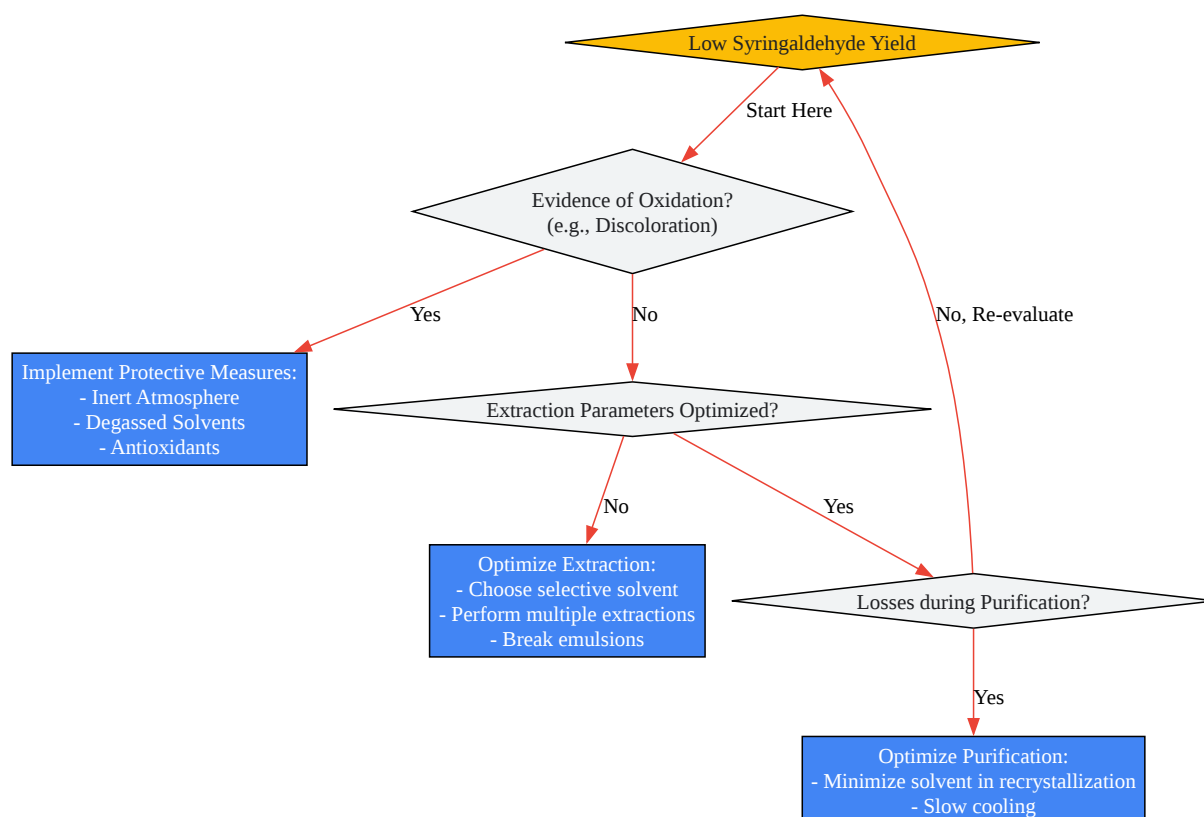 Low Syringaldehyde Yield
Start Here
Evidence of Oxidation?
(e.g., Discoloration)
Yes
No
No, Re-evaluate
Implement Protective Measures:
- Inert Atmosphere
- Degassed Solvents
- Antioxidants
Extraction Parameters Optimized?
No
Yes
Optimize Extraction:
- Choose selective solvent
- Perform multiple extractions
- Break emulsions
Losses during Purification?
Yes
Optimize Purification:
- Minimize solvent in recrystallization
- Slow cooling